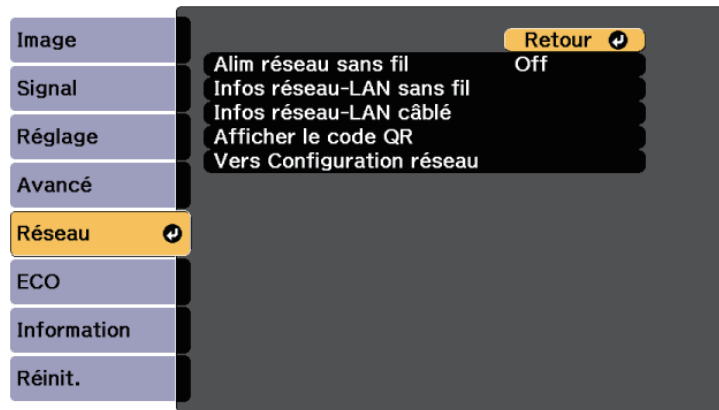 Image
Signal
Réglage
Avancé
Réseau
ECO
Information
Réinit.
Retour
Alim réseau sans fil Off
Infos réseau-LAN sans fil
Infos réseau-LAN câblé
Afficher le code QR
Vers Configuration réseau